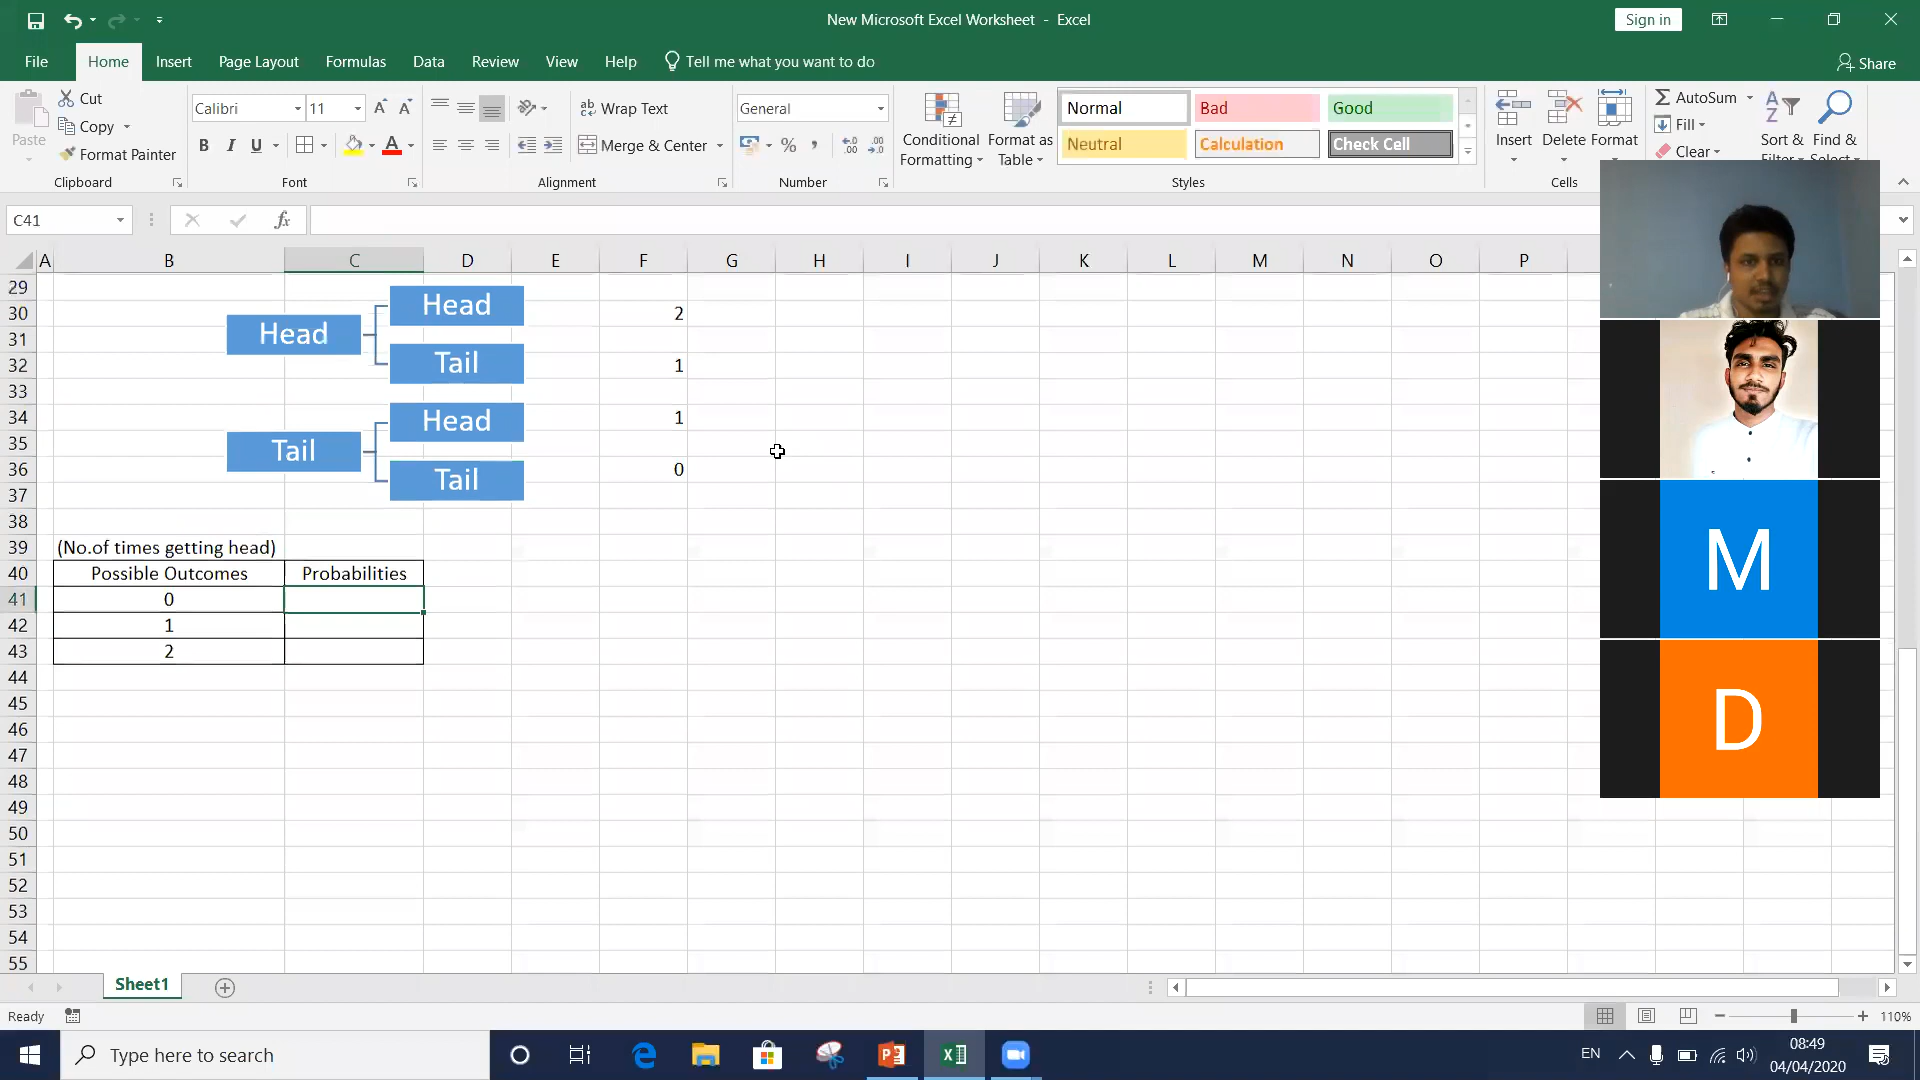 New Microsoft Excel Worksheet - Excel
Sign in
File Home Insert Page Layout Formulas Data Review View Help Tell me what you want to do Share
Paste Cut Copy Format Painter Clipboard
Calibri 11 B I U A Font
Wrap Text Merge & Center Alignment
General % Number
Conditional Formatting Format as Table
Normal Bad Good
Neutral Calculation Check Cell
Styles
Insert Delete Format Cells
AutoSum Fill Clear Sort & Find &
C41 fx
A B C D E F G H I J K L M N O P
29 Head
30 Head 2
31
32 Tail 1
33
34 Head 1
35 Tail
36 Tail 0
37
38
39 (No.of times getting head)
40 Possible Outcomes Probabilities
41 0
42 1
43 2
44
45
46
47
48
49
50
51
52
53
54
55
M
D
Sheet1
Ready 110%
Type here to search EN 08:49
04/04/2020